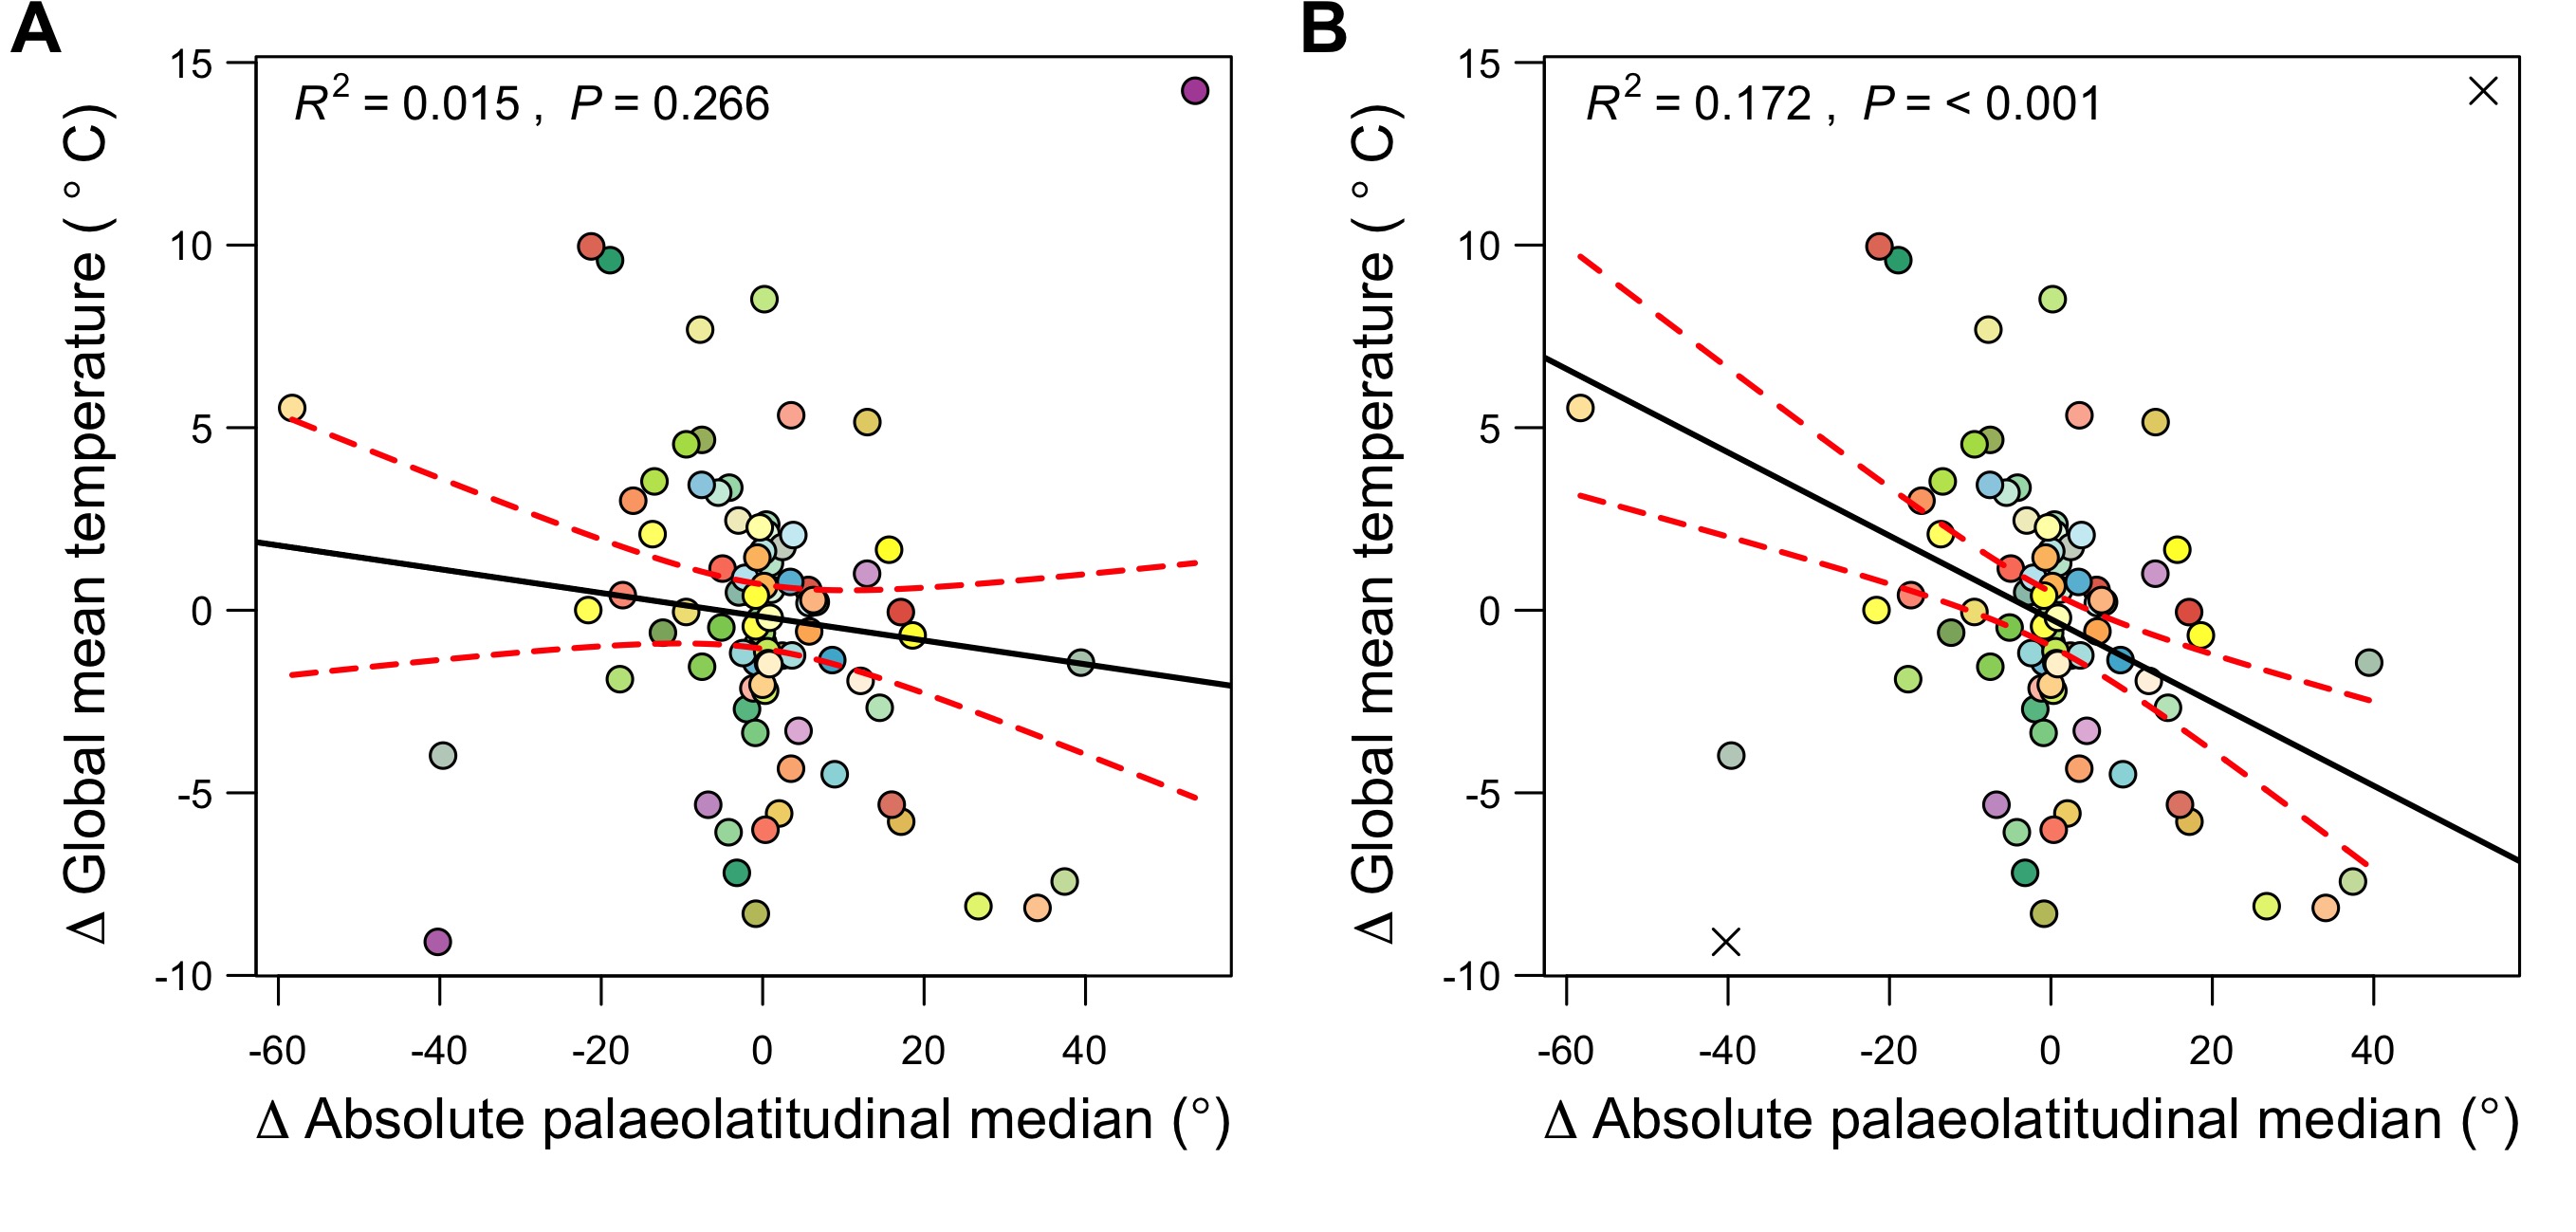 A
R² = 0.015 , P = 0.266
Δ Global mean temperature ( ° C)
15
10
5
0
-5
-10
-60 -40 -20 0 20 40
Δ Absolute palaeolatitudinal median (°)
B
R² = 0.172 , P = < 0.001
Δ Global mean temperature ( ° C)
15
10
5
0
-5
-10
-60 -40 -20 0 20 40
Δ Absolute palaeolatitudinal median (°)